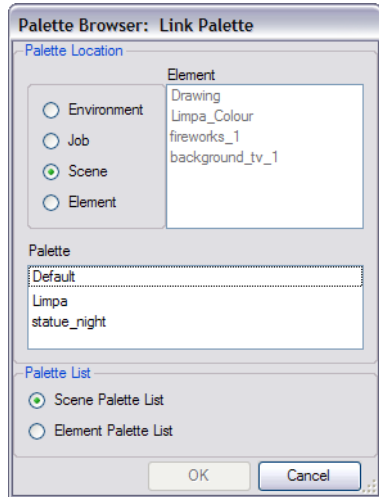 Palette Browser: Link Palette
Palette Location
Element
Environment
Job
Scene
Element
Drawing
Limpa_Colour
fireworks_1
background_tv_1
Palette
Default
Limpa
statue_night
Palette List
Scene Palette List
Element Palette List
OK
Cancel